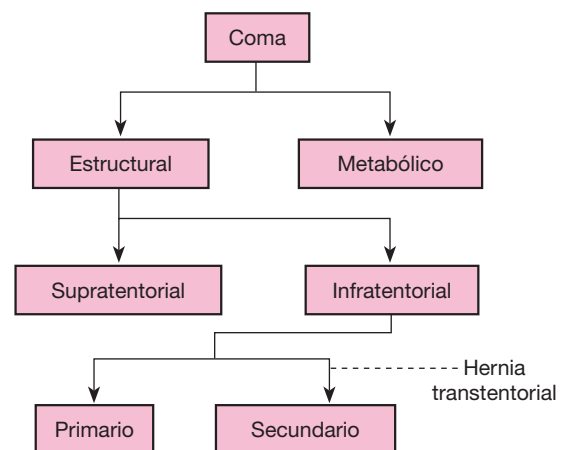 Coma
Estructural
Metabólico
Supratentorial
Infratentorial
Hernia
transtentorial
Primario
Secundario